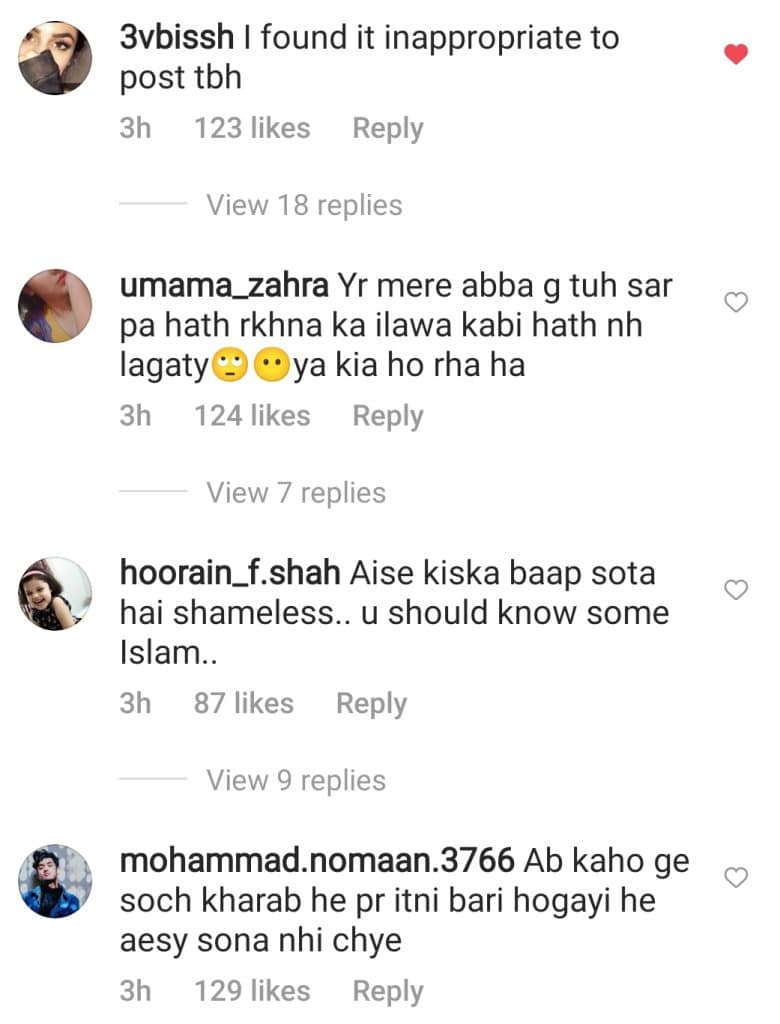 3vbissh I found it inappropriate to
post tbh
3h 123 likes Reply
View 18 replies
umama_zahra Yr mere abba g tuh sar
pa hath rkhna ka ilawa kabi hath nh
lagaty🙄😶ya kia ho rha ha
3h 124 likes Reply
View 7 replies
hoorain_f.shah Aise kiska baap sota
hai shameless.. u should know some
Islam..
3h 87 likes Reply
View 9 replies
mohammad.nomaan.3766 Ab kaho ge
soch kharab he pr itni bari hogayi he
aesy sona nhi chye
3h 129 likes Reply